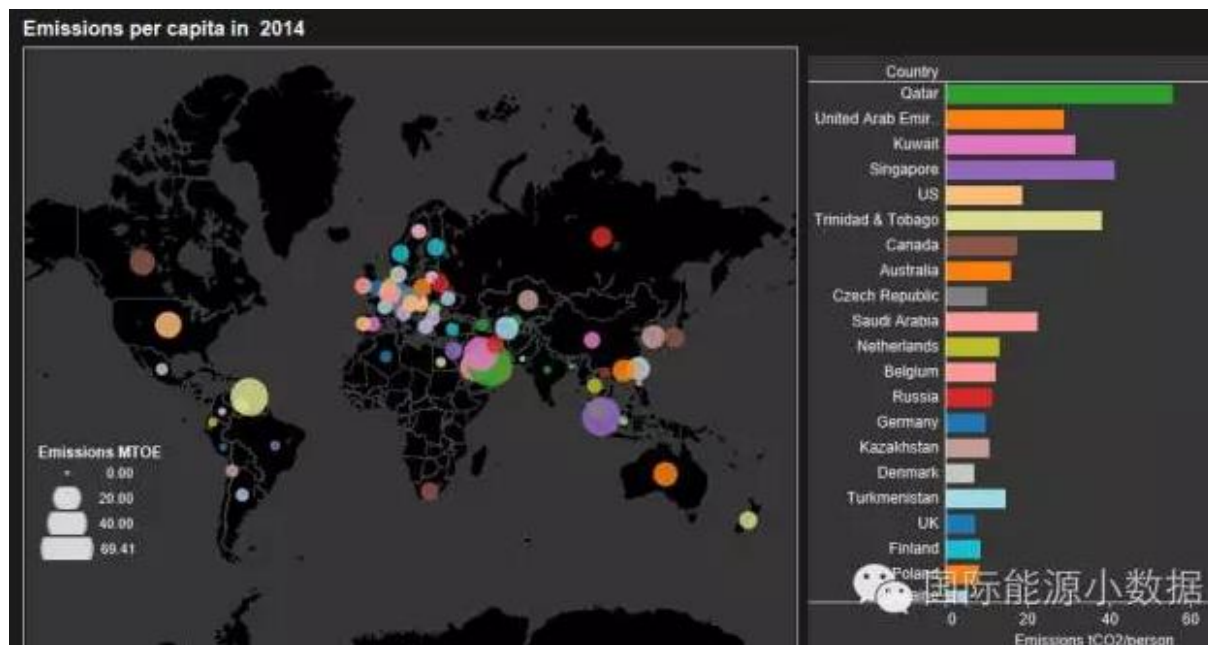 Emissions per capita in 2014
Emissions MTOE
0.00
20.00
40.00
69.41
Country
Qatar
United Arab Emir..
Kuwait
Singapore
US
Trinidad & Tobago
Canada
Australia
Czech Republic
Saudi Arabia
Netherlands
Belgium
Russia
Germany
Kazakhstan
Denmark
Turkmenistan
UK
Finland
Poland
0 20 40 60
Emissions tCO2/person
国际能源小数据